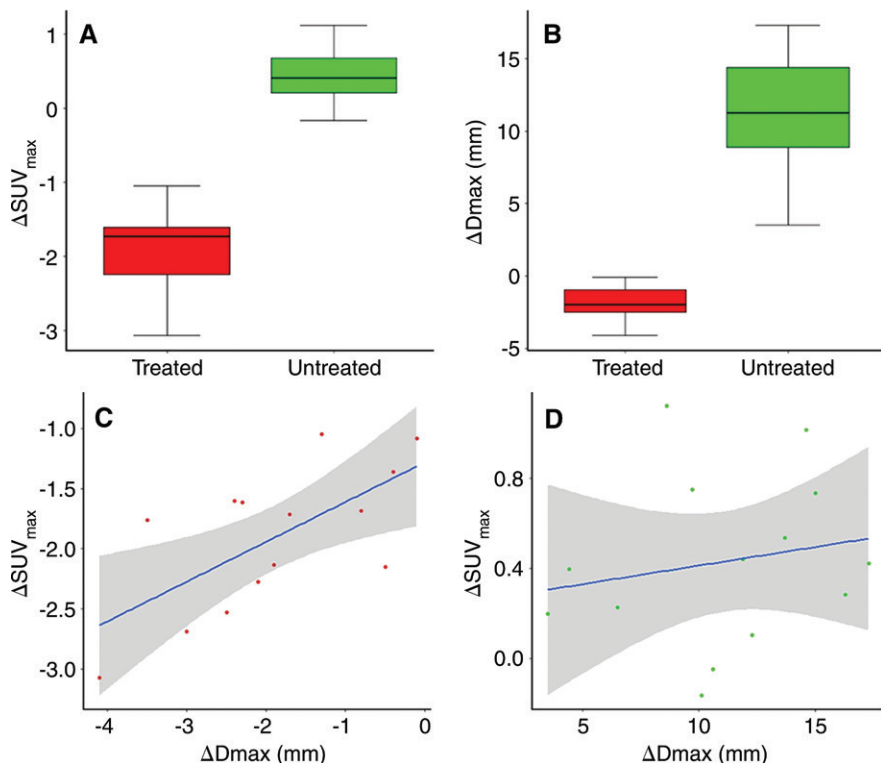 A
ΔSUVmax
1
0
-1
-2
-3
Treated
Untreated
B
ΔDmax (mm)
15
10
5
0
-5
Treated
Untreated
C
ΔSUVmax
-1.0
-1.5
-2.0
-2.5
-3.0
-4
-3
-2
-1
0
ΔDmax (mm)
D
ΔSUVmax
0.8
0.4
0.0
5
10
15
ΔDmax (mm)